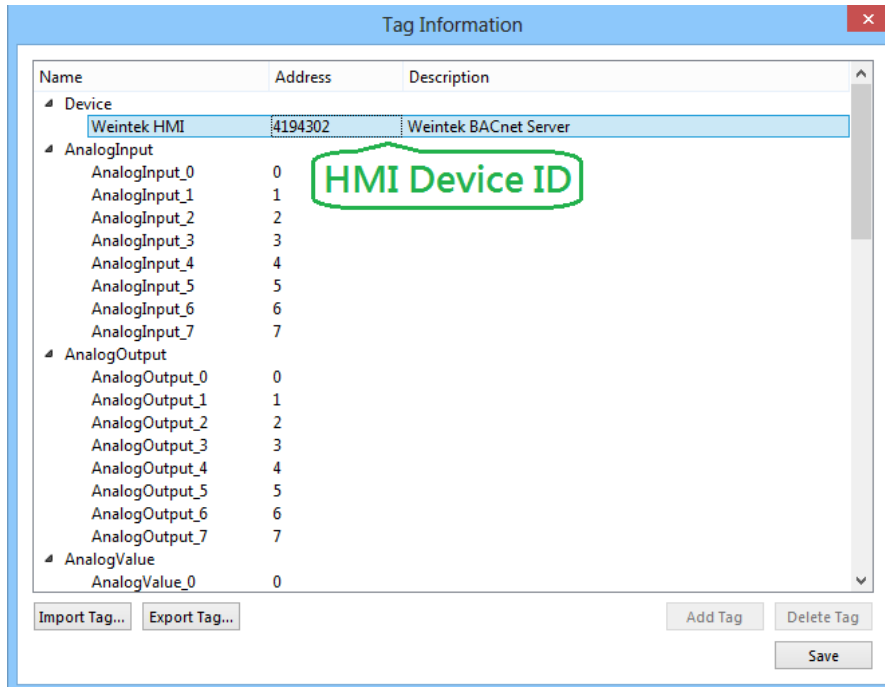 Tag Information
Name Address Description
Device
Weintek HMI 4194302 Weintek BACnet Server
AnalogInput
HMI Device ID
AnalogInput_0 0
AnalogInput_1 1
AnalogInput_2 2
AnalogInput_3 3
AnalogInput_4 4
AnalogInput_5 5
AnalogInput_6 6
AnalogInput_7 7
AnalogOutput
AnalogOutput_0 0
AnalogOutput_1 1
AnalogOutput_2 2
AnalogOutput_3 3
AnalogOutput_4 4
AnalogOutput_5 5
AnalogOutput_6 6
AnalogOutput_7 7
AnalogValue
AnalogValue_0 0
Import Tag... Export Tag... Add Tag Delete Tag
Save